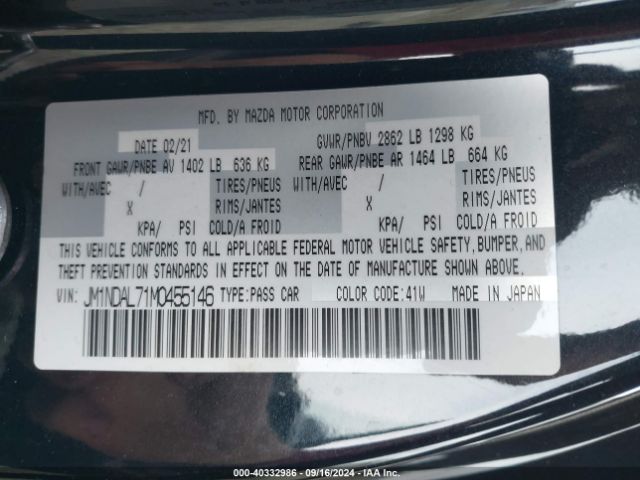 MFD. BY MAZDA MOTOR CORPORATION
DATE 02/21 GVWR/PNBV 2862 LB 1298 KG
FRONT GAWR/PNBE AV 1402 LB 636 KG REAR GAWR/PNBE AR 1464 LB 664 KG
WITH/AVEC / TIRES/PNEUS WITH/AVEC / TIRES/PNEUS
X RIMS/JANTES X RIMS/JANTES
KPA/ PSI COLD/A FROID KPA/ PSI COLD/A FROID
THIS VEHICLE CONFORMS TO ALL APPLICABLE FEDERAL MOTOR VEHICLE SAFETY, BUMPER, AND
THEFT PREVENTION STANDARDS IN EFFECT ON THE DATE OF MANUFACTURE SHOWN ABOVE.
VIN: JM1NDAL71M0455146 TYPE:PASS CAR COLOR CODE:41W MADE IN JAPAN
000-40332986 - 09/16/2024 - IAA Inc.